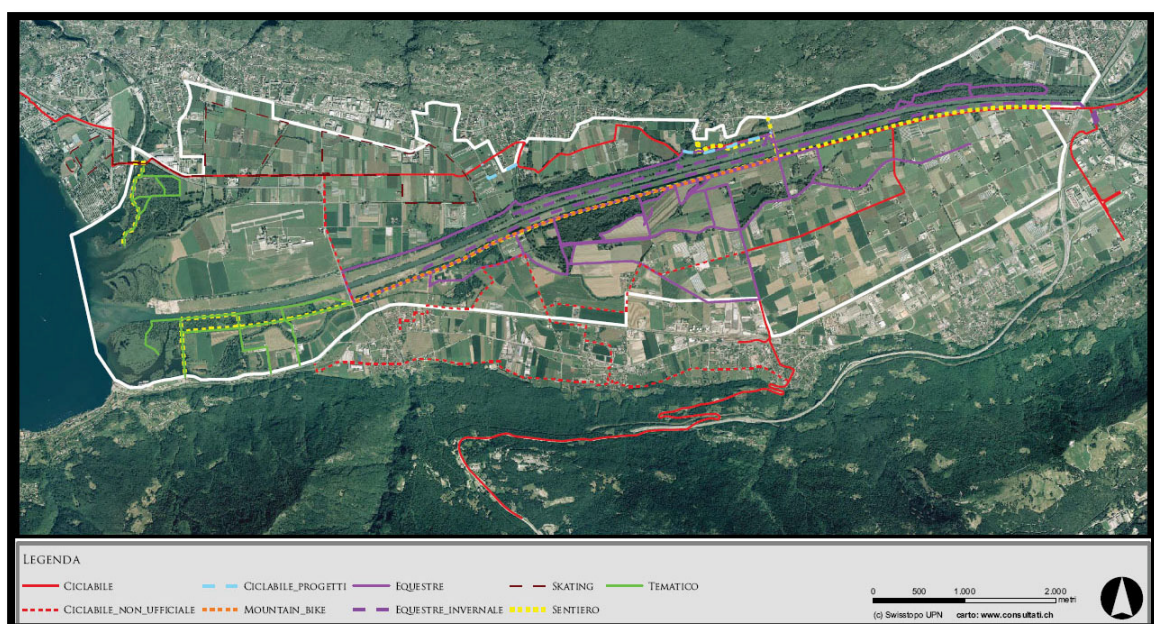 LEGENDA
CICLABILE
CICLABILE_PROGETTI
EQUESTRE
SKATING
TEMATICO
CICLABILE_NON_UFFICIALE
MOUNTAIN_BIKE
EQUESTRE_INVERNALE
SENTIERO
0 500 1.000 2.000
metri
(c) Swisstopo UPN carto: www.consultati.ch